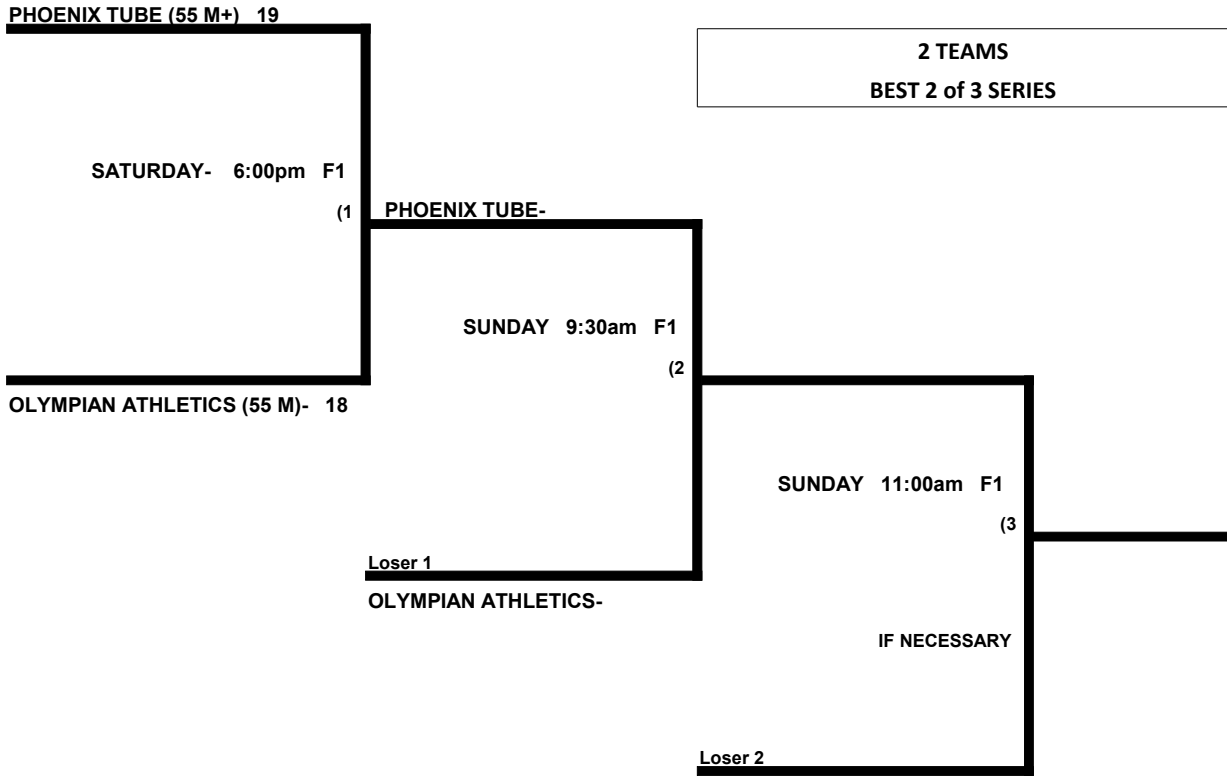 PHOENIX TUBE (55 M+) 19
2 TEAMS
BEST 2 of 3 SERIES
SATURDAY- 6:00pm F1
(1
PHOENIX TUBE-
SUNDAY 9:30am F1
(2
OLYMPIAN ATHLETICS (55 M)- 18
SUNDAY 11:00am F1
(3
Loser 1
OLYMPIAN ATHLETICS-
IF NECESSARY
Loser 2